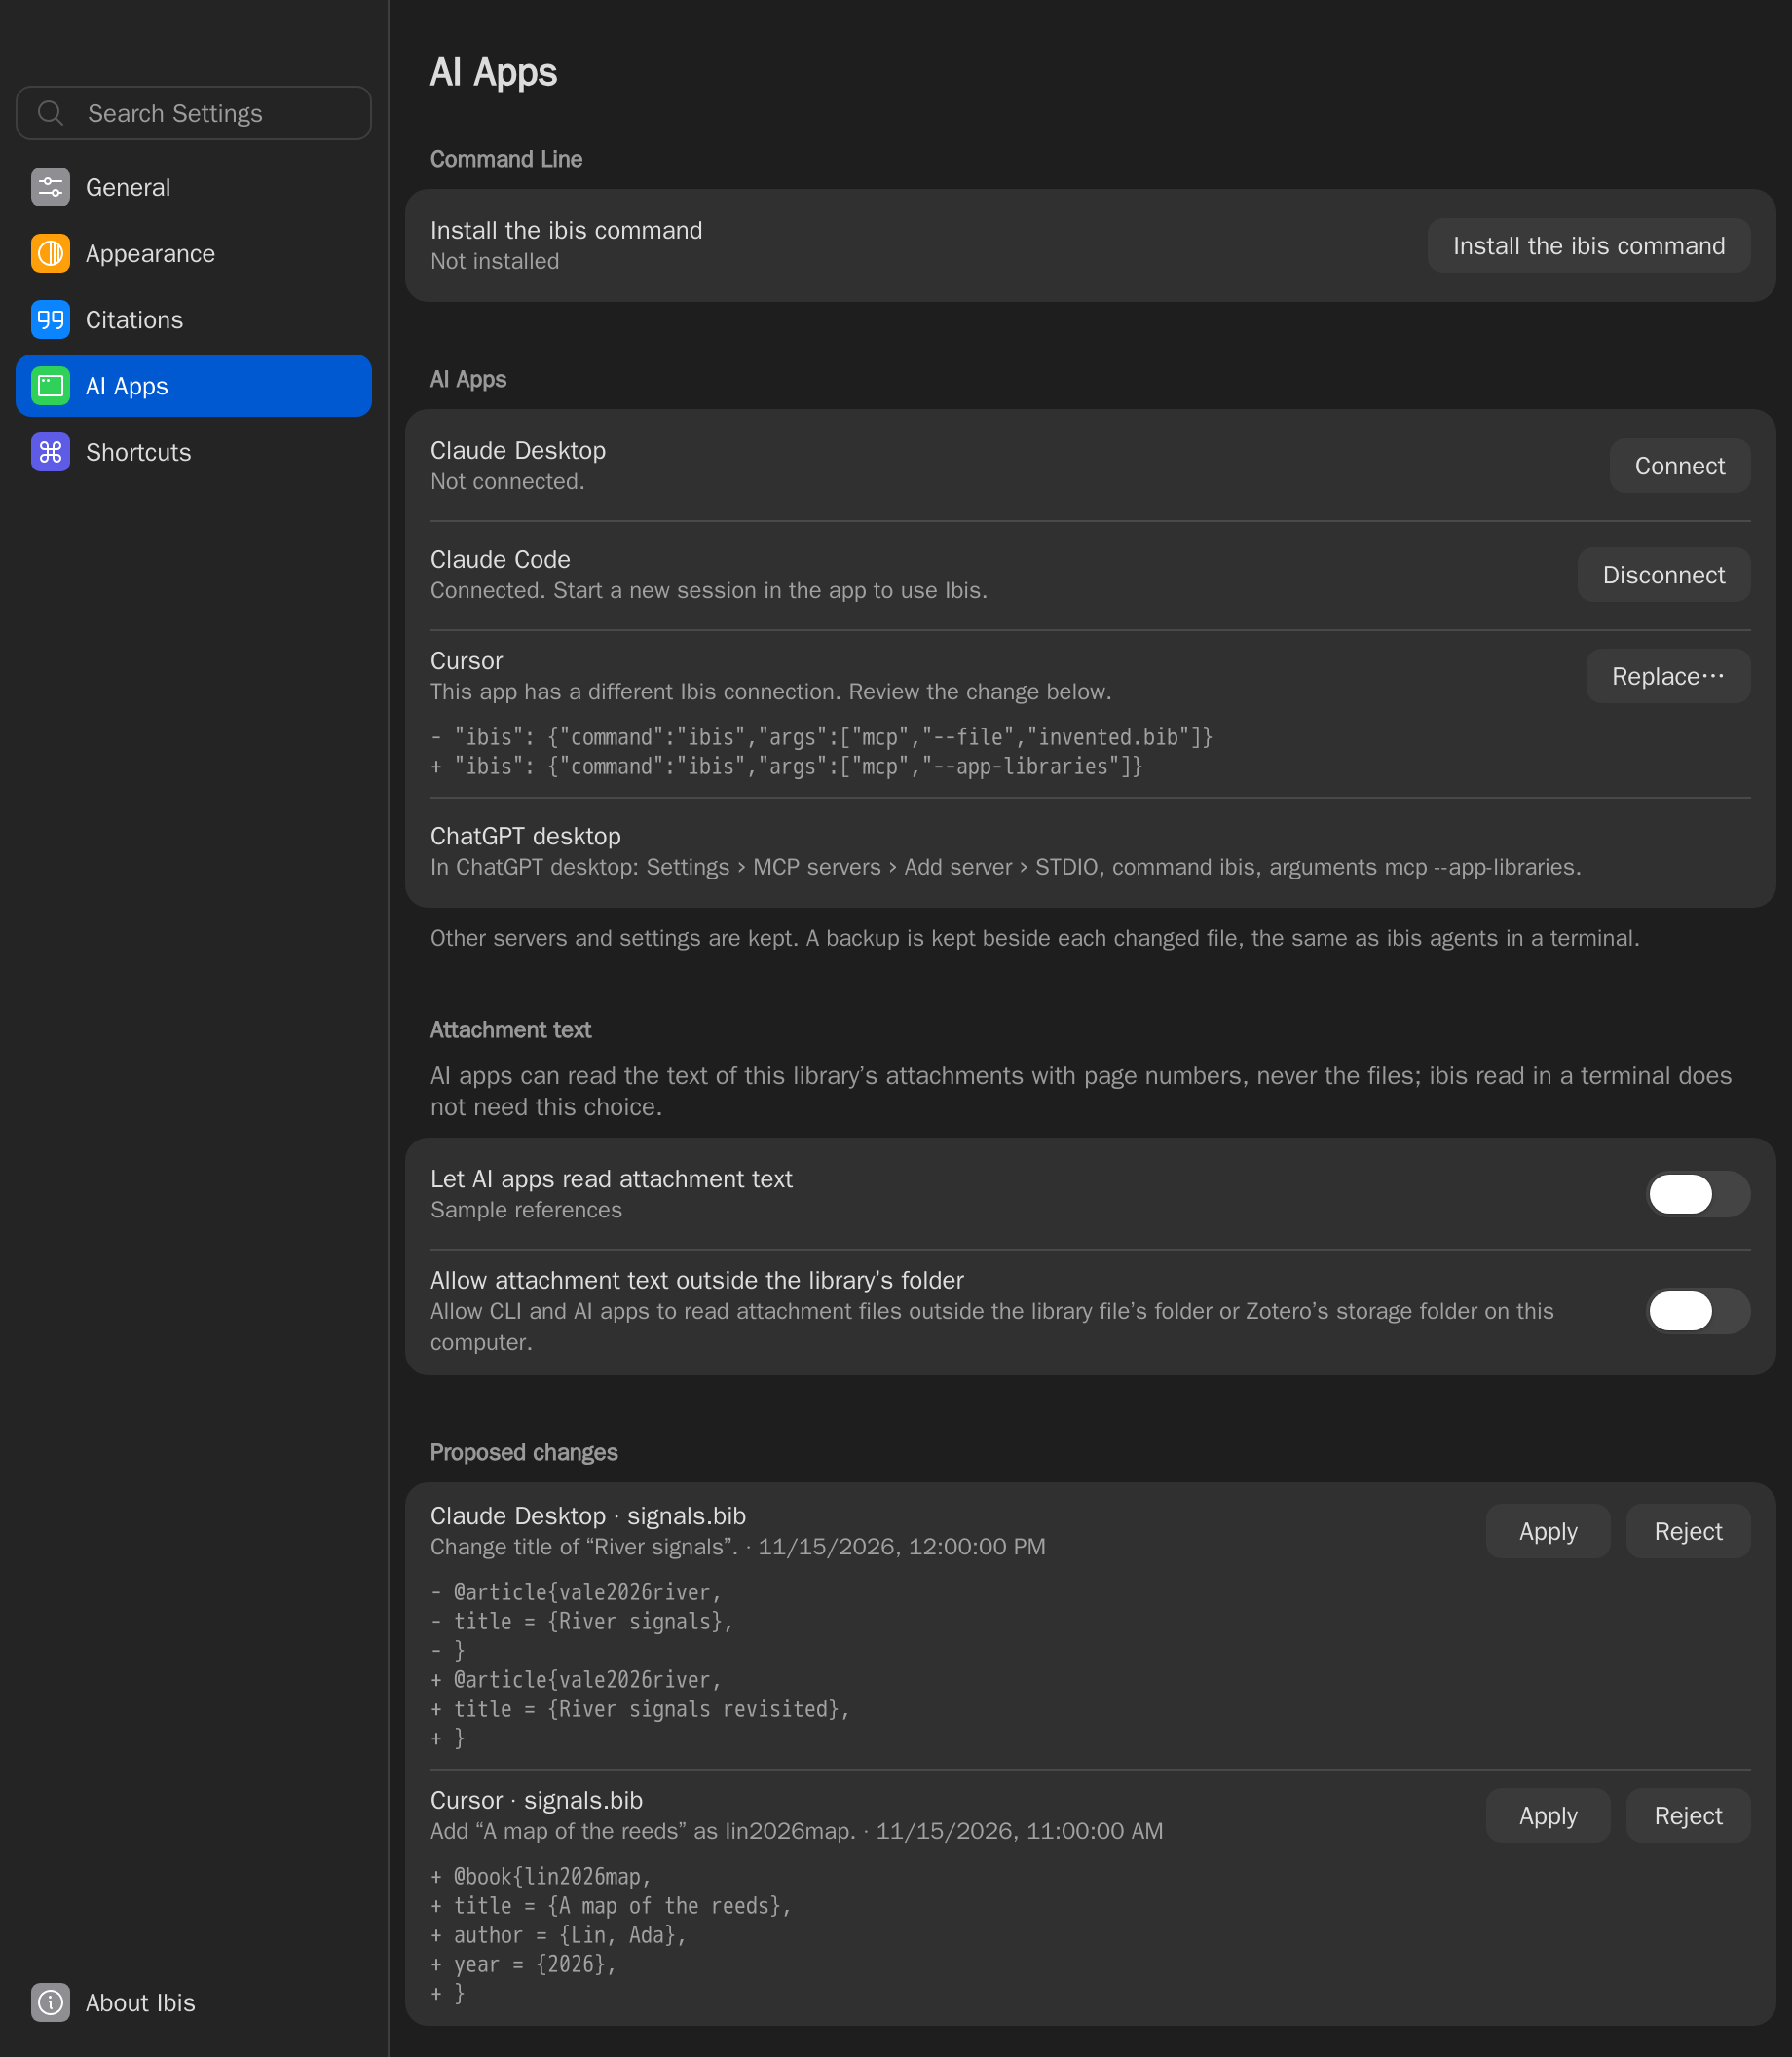 Search Settings
General
Appearance
Citations
AI Apps
Shortcuts
About Ibis
AI Apps
Command Line
Install the ibis command
Not installed
Install the ibis command
AI Apps
Claude Desktop
Not connected.
Connect
Claude Code
Connected. Start a new session in the app to use Ibis.
Disconnect
Cursor
This app has a different Ibis connection. Review the change below.
Replace···
- "ibis": {"command":"ibis","args":["mcp","--file","invented.bib"]}
+ "ibis": {"command":"ibis","args":["mcp","--app-libraries"]}
ChatGPT desktop
In ChatGPT desktop: Settings › MCP servers › Add server › STDIO, command ibis, arguments mcp --app-libraries.
Other servers and settings are kept. A backup is kept beside each changed file, the same as ibis agents in a terminal.
Attachment text
AI apps can read the text of this library’s attachments with page numbers, never the files; ibis read in a terminal does
not need this choice.
Let AI apps read attachment text
Sample references
Allow attachment text outside the library’s folder
Allow CLI and AI apps to read attachment files outside the library file’s folder or Zotero’s storage folder on this
computer.
Proposed changes
Claude Desktop · signals.bib
Change title of “River signals”. · 11/15/2026, 12:00:00 PM
Apply
Reject
- @article{vale2026river,
- title = {River signals},
- }
+ @article{vale2026river,
+ title = {River signals revisited},
+ }
Cursor · signals.bib
Add “A map of the reeds” as lin2026map. · 11/15/2026, 11:00:00 AM
Apply
Reject
+ @book{lin2026map,
+ title = {A map of the reeds},
+ author = {Lin, Ada},
+ year = {2026},
+ }